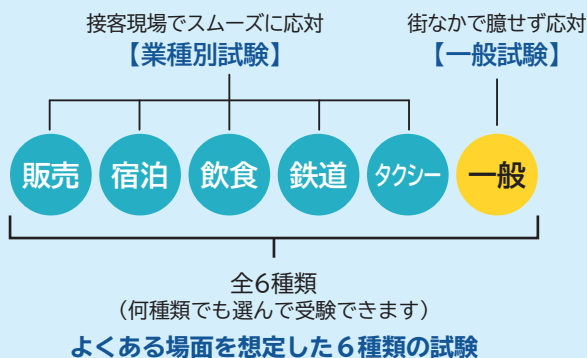 接客現場でスムーズに応対
【業種別試験】
街なかで臆せず応対
【一般試験】
販売
宿泊
飲食
鉄道
タクシー
一般
全6種類
（何種類でも選んで受験できます）
よくある場面を想定した６種類の試験